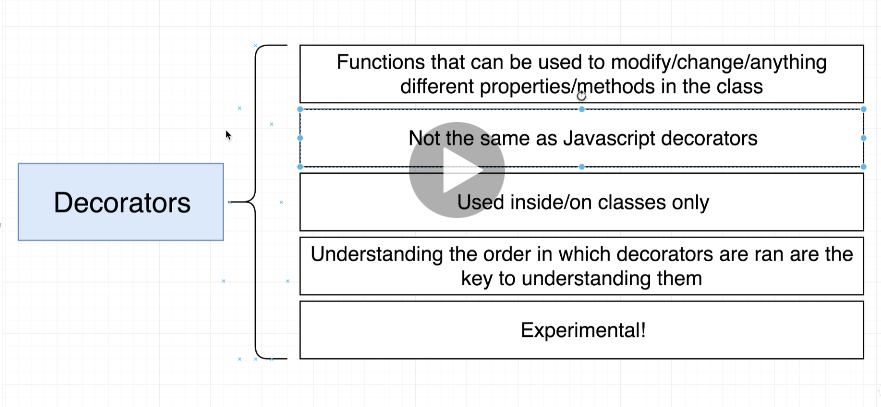 Decorators
Functions that can be used to modify/change/anything
different properties/methods in the class
Not the same as Javascript decorators
Used inside/on classes only
Understanding the order in which decorators are ran are the
key to understanding them
Experimental!